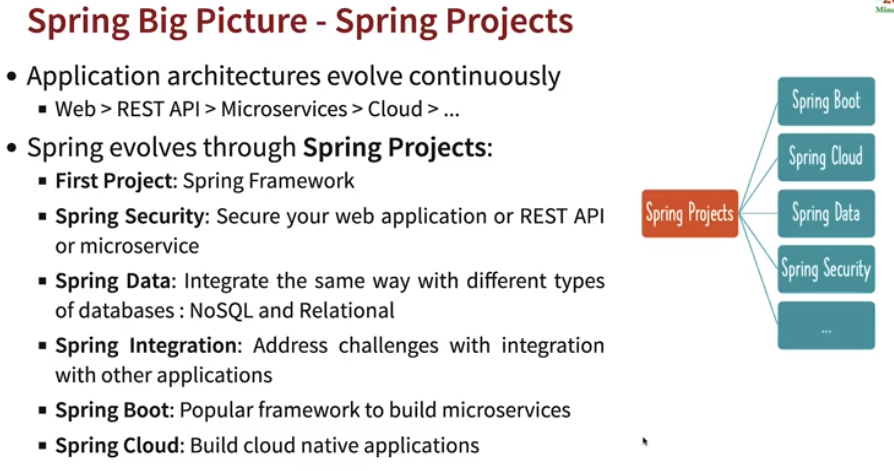 Spring Big Picture - Spring Projects
• Application architectures evolve continuously
▪ Web > REST API > Microservices > Cloud > ...
• Spring evolves through Spring Projects:
▪ First Project: Spring Framework
▪ Spring Security: Secure your web application or REST API
or microservice
▪ Spring Data: Integrate the same way with different types
of databases : NoSQL and Relational
▪ Spring Integration: Address challenges with integration
with other applications
▪ Spring Boot: Popular framework to build microservices
▪ Spring Cloud: Build cloud native applications
Spring Projects
Spring Boot
Spring Cloud
Spring Data
Spring Security
...